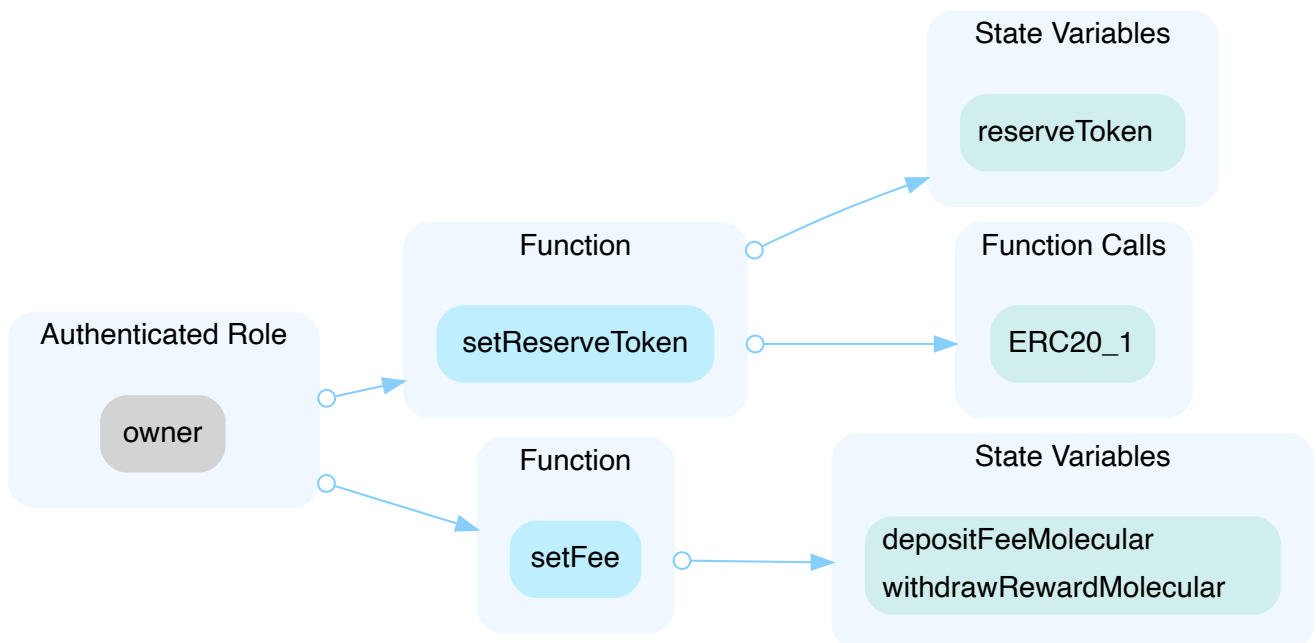 Authenticated Role
owner
Function
setReserveToken
Function
setFee
State Variables
reserveToken
Function Calls
ERC20_1
State Variables
depositFeeMolecular
withdrawRewardMolecular